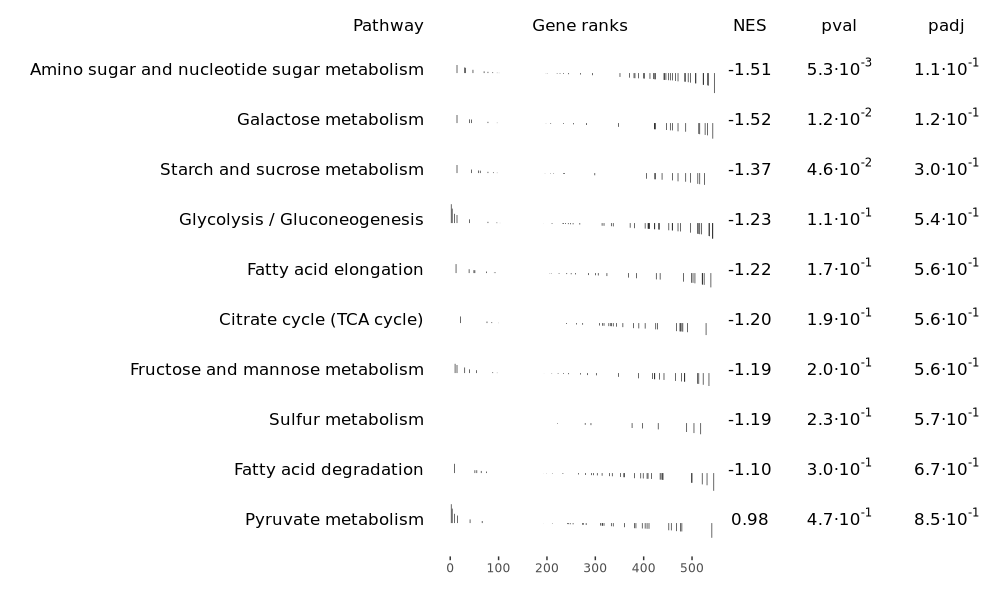 Pathway Gene ranks NES pval padj
Amino sugar and nucleotide sugar metabolism -1.51 5.3·10⁻³ 1.1·10⁻¹
Galactose metabolism -1.52 1.2·10⁻² 1.2·10⁻¹
Starch and sucrose metabolism -1.37 4.6·10⁻² 3.0·10⁻¹
Glycolysis / Gluconeogenesis -1.23 1.1·10⁻¹ 5.4·10⁻¹
Fatty acid elongation -1.22 1.7·10⁻¹ 5.6·10⁻¹
Citrate cycle (TCA cycle) -1.20 1.9·10⁻¹ 5.6·10⁻¹
Fructose and mannose metabolism -1.19 2.0·10⁻¹ 5.6·10⁻¹
Sulfur metabolism -1.19 2.3·10⁻¹ 5.7·10⁻¹
Fatty acid degradation -1.10 3.0·10⁻¹ 6.7·10⁻¹
Pyruvate metabolism 0.98 4.7·10⁻¹ 8.5·10⁻¹
0 100 200 300 400 500